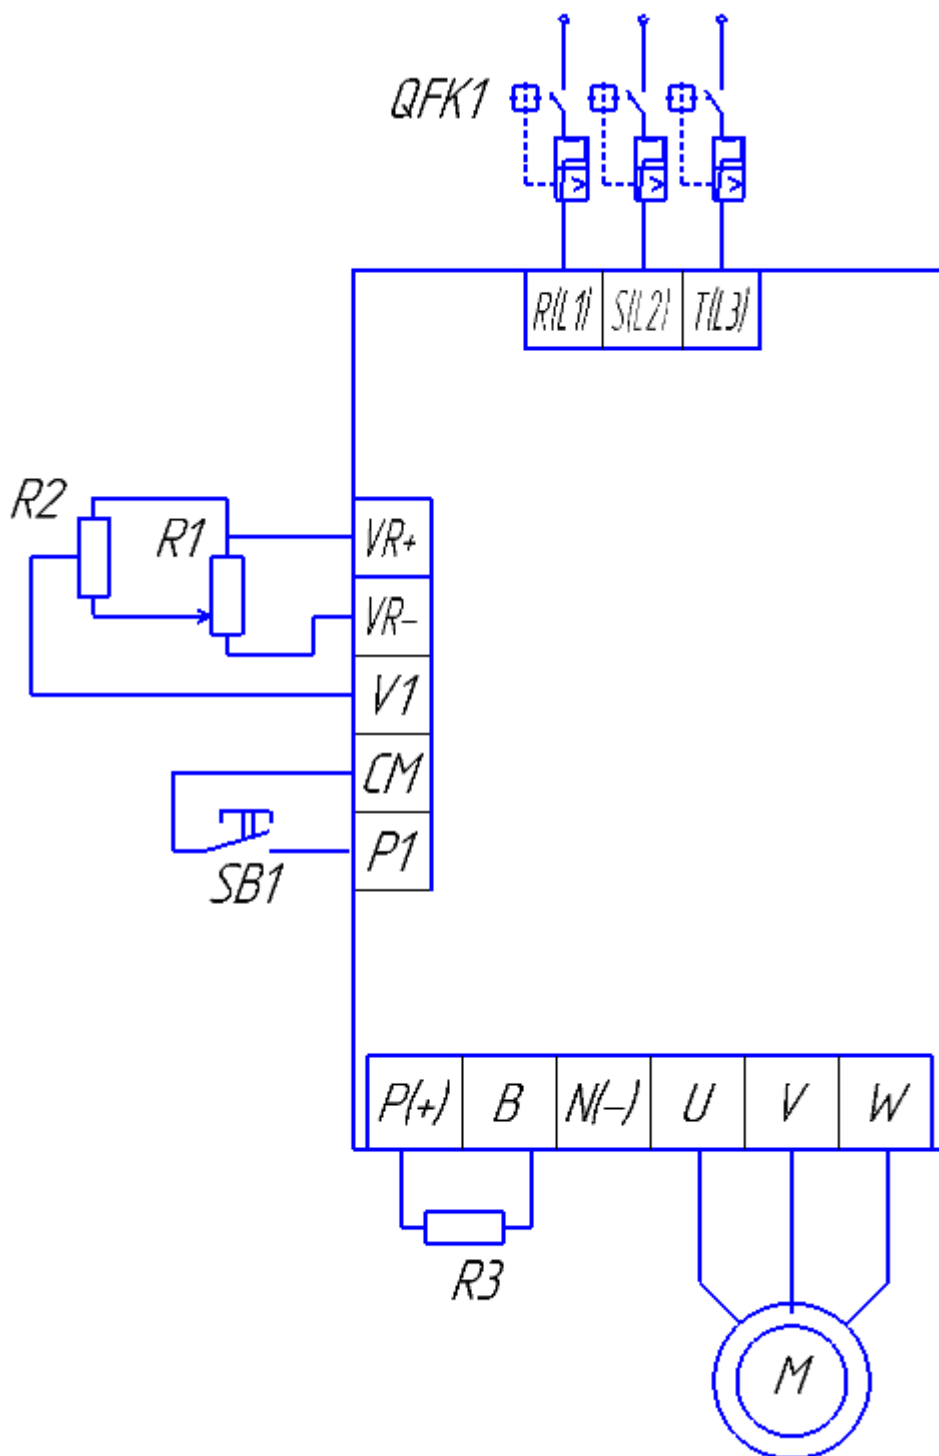 QFK1
R(L1) S(L2) T(L3)
R2
R1
VR+
VR-
V1
CM
P1
SB1
P(+) B N(-) U V W
R3
M